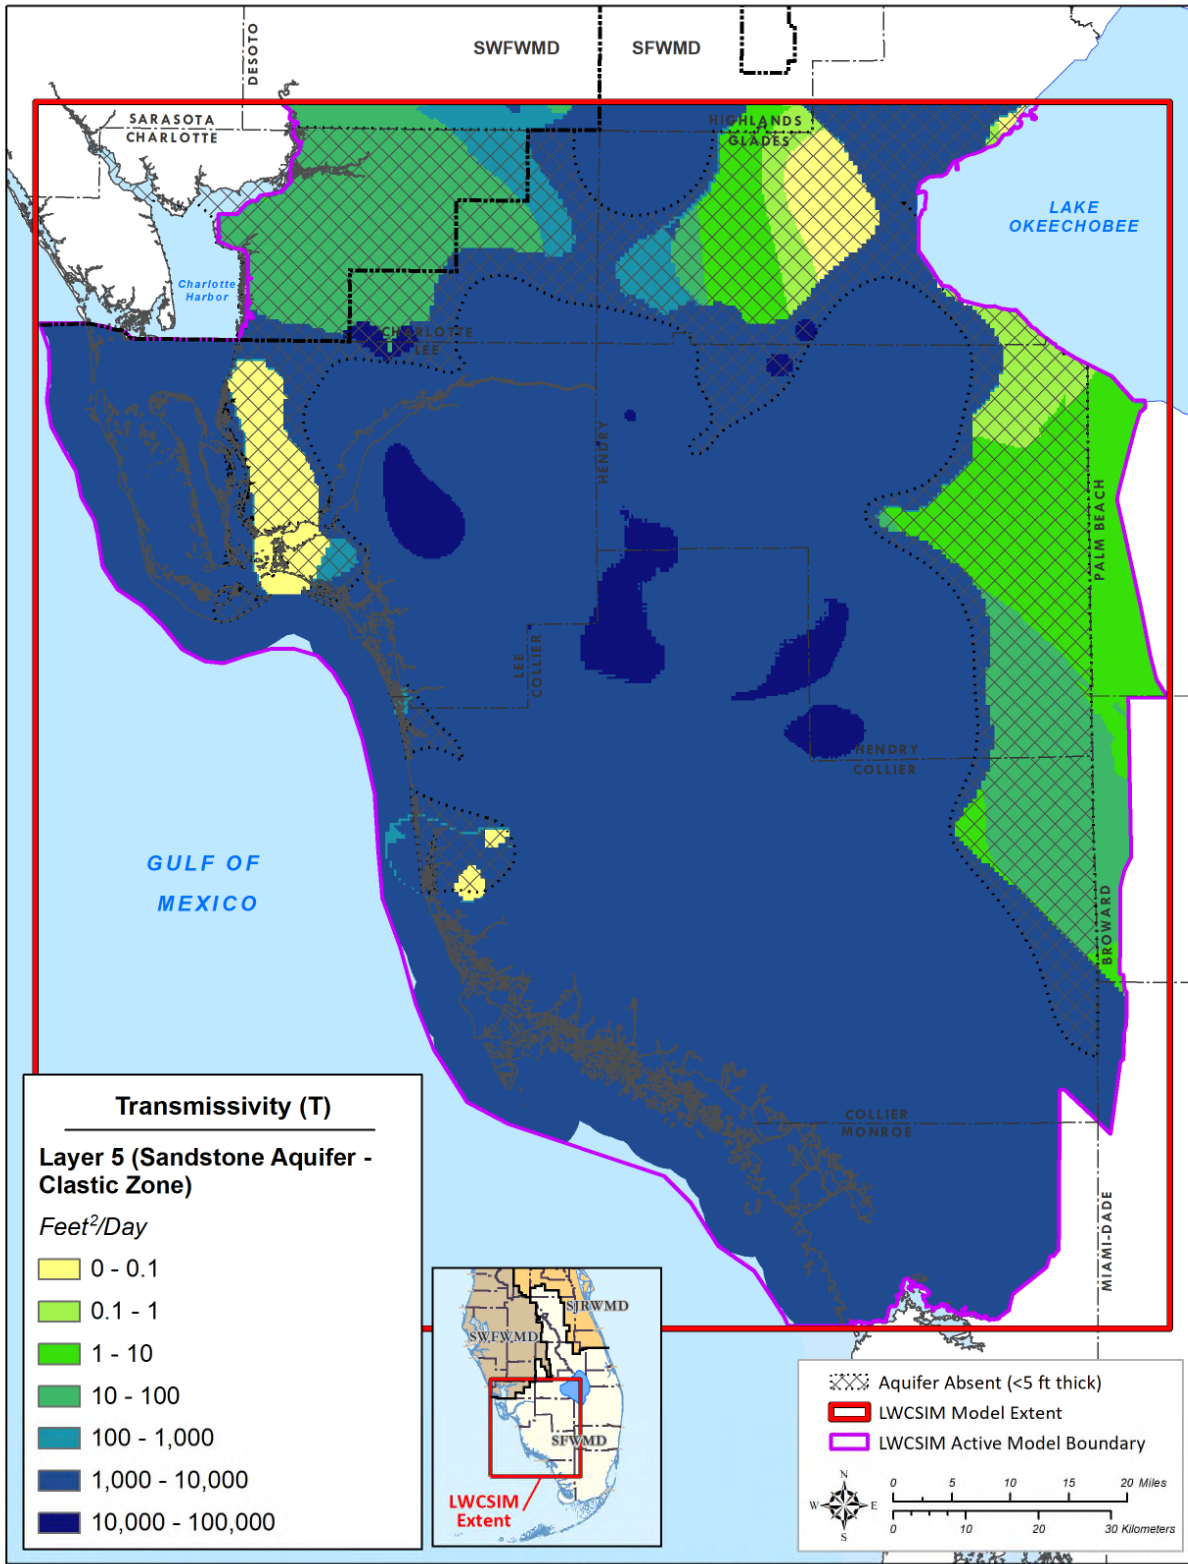 DESOTO
SWFWMD
SFWMD
SARASOTA
CHARLOTTE
HIGHLANDS
GLADES
LAKE
OKEECHOBEE
Charlotte
Harbor
CHARLOTTE
LEE
HENDRY
PALM BEACH
LEE
COLLIER
HENDRY
COLLIER
GULF OF
MEXICO
BROWARD
COLLIER
MONROE
MIAMI-DADE
Transmissivity (T)
Layer 5 (Sandstone Aquifer -
Clastic Zone)
Feet²/Day
0 - 0.1
0.1 - 1
1 - 10
10 - 100
100 - 1,000
1,000 - 10,000
10,000 - 100,000
SJRWMD
SWFWMD
SFWMD
LWCSIM
Extent
Aquifer Absent (<5 ft thick)
LWCSIM Model Extent
LWCSIM Active Model Boundary
N
W E
S
0 5 10 15 20 Miles
0 10 20 30 Kilometers